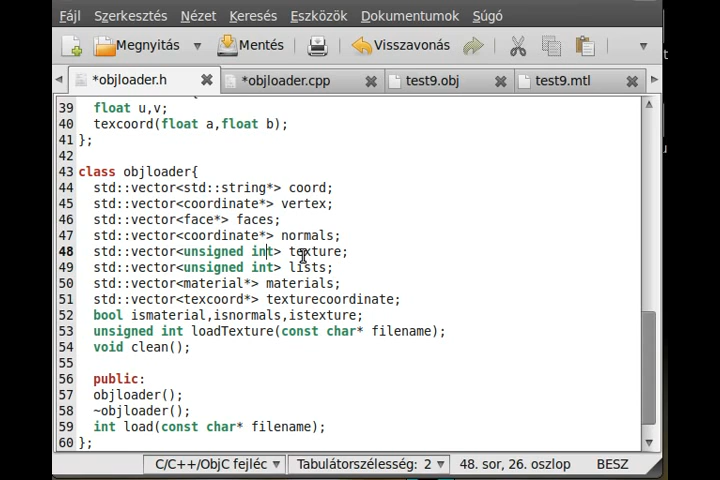 Fájl Szerkesztés Nézet Keresés Eszközök Dokumentumok Súgó
Megnyitás Mentés Visszavonás
*objloader.h *objloader.cpp test9.obj test9.mtl
39 float u,v;
40 texcoord(float a,float b);
41 };
42
43 class objloader{
44 std::vector<std::string*> coord;
45 std::vector<coordinate*> vertex;
46 std::vector<face*> faces;
47 std::vector<coordinate*> normals;
48 std::vector<unsigned int> texture;
49 std::vector<unsigned int> lists;
50 std::vector<material*> materials;
51 std::vector<texcoord*> texturecoordinate;
52 bool ismaterial,isnormals,istexture;
53 unsigned int loadTexture(const char* filename);
54 void clean();
55
56 public:
57 objloader();
58 ~objloader();
59 int load(const char* filename);
60 };
C/C++/ObjC fejléc Tabulátorszélesség: 2 48. sor, 26. oszlop BESZ